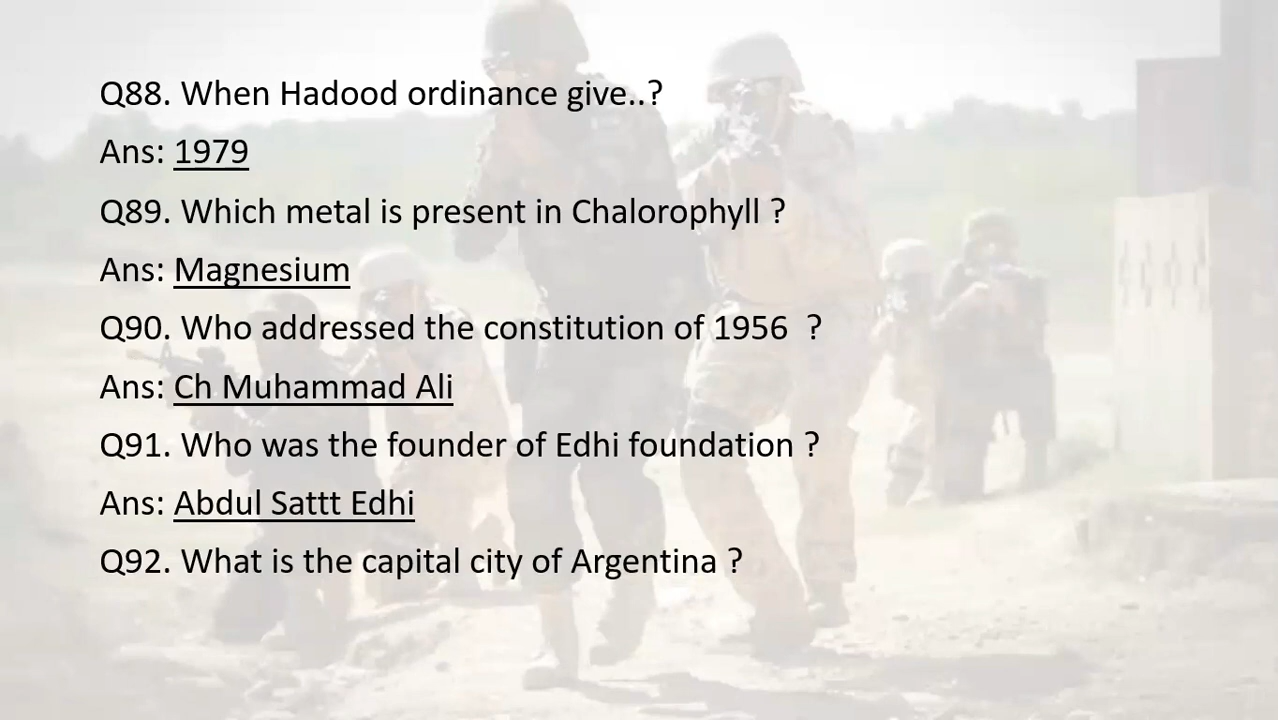 Q88. When Hadood ordinance give..?
Ans: 1979
Q89. Which metal is present in Chalorophyll ?
Ans: Magnesium
Q90. Who addressed the constitution of 1956 ?
Ans: Ch Muhammad Ali
Q91. Who was the founder of Edhi foundation ?
Ans: Abdul Sattt Edhi
Q92. What is the capital city of Argentina ?